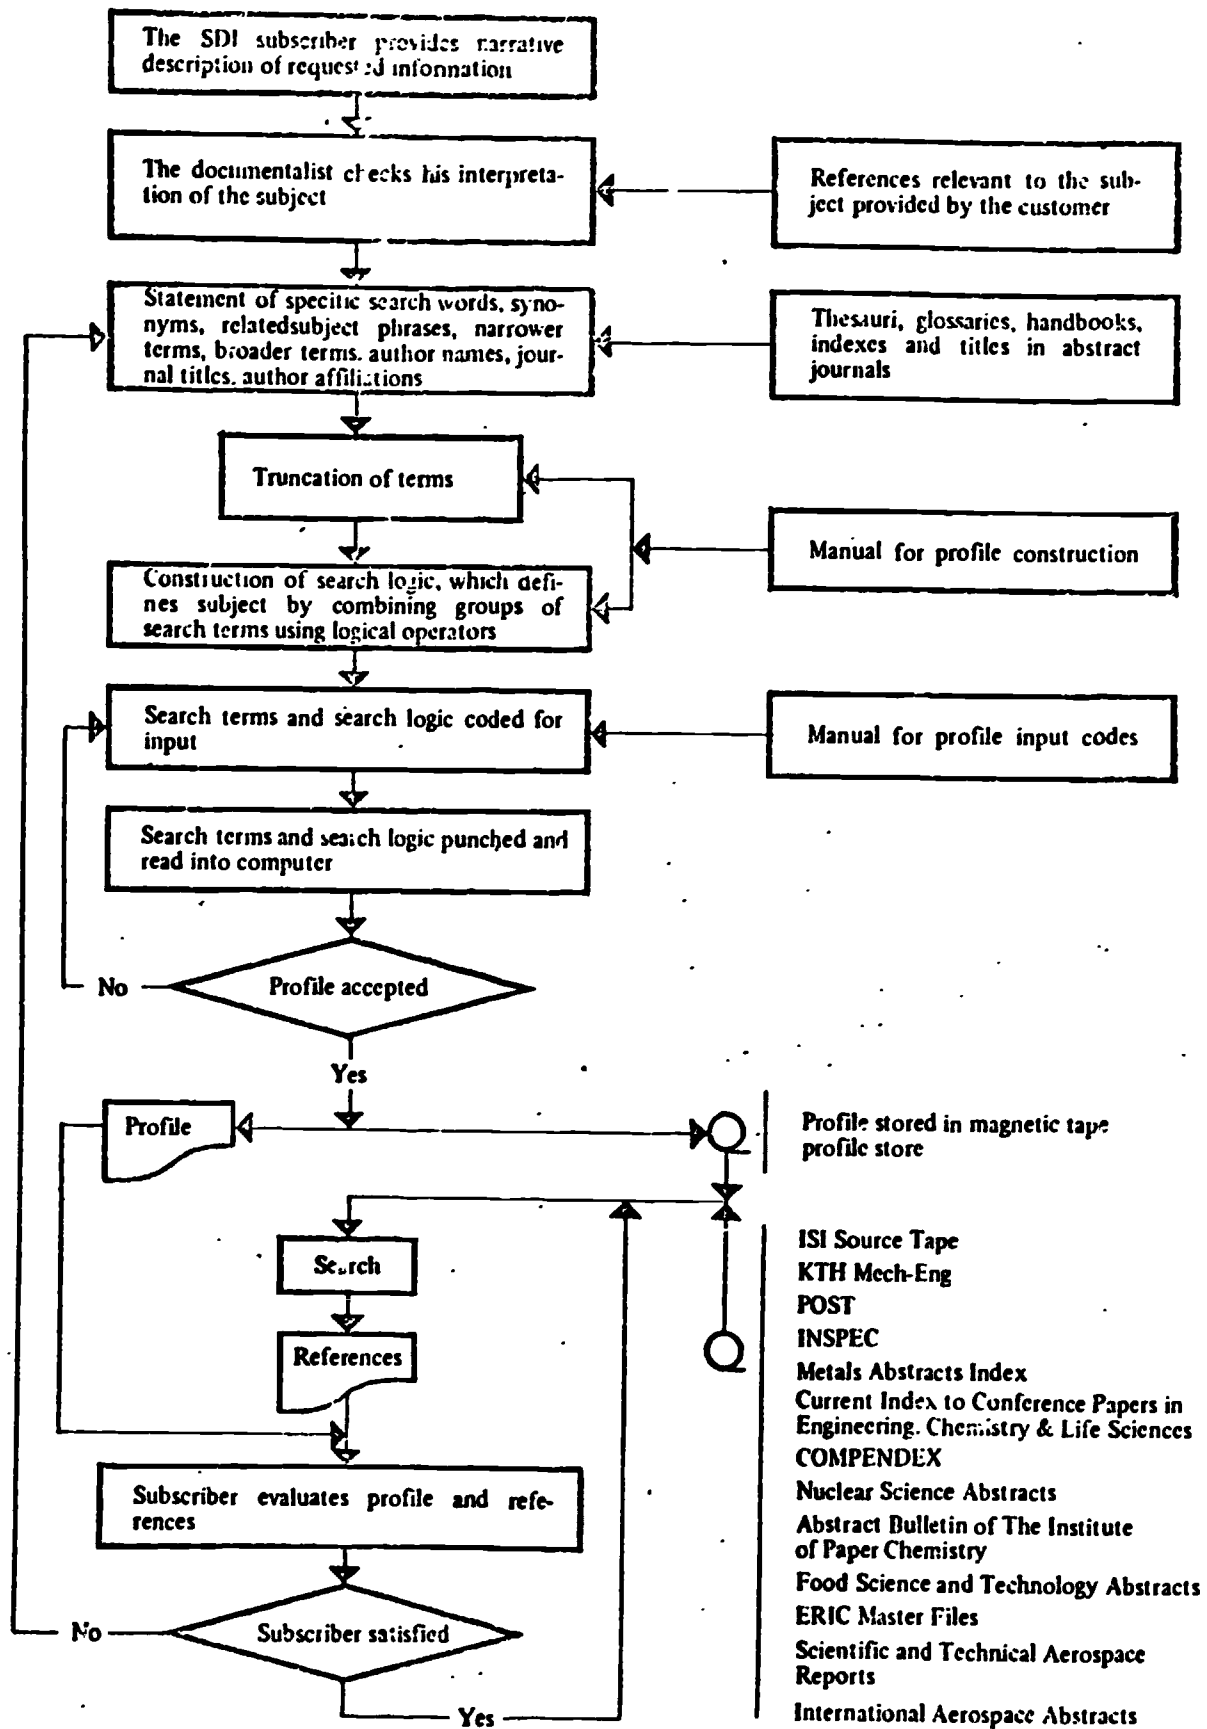 The SDI subscriber provides narrative
description of requested information
The documentalist checks his interpreta-
tion of the subject
References relevant to the sub-
ject provided by the customer
Statement of specific search words, syno-
nyms, relatedsubject phrases, narrower
terms, broader terms. author names, jour-
nal titles. author affiliations
Thesauri, glossaries, handbooks,
indexes and titles in abstract
journals
Truncation of terms
Manual for profile construction
Construction of search logic, which defi-
nes subject by combining groups of
search terms using logical operators
Search terms and search logic coded for
input
Manual for profile input codes
Search terms and search logic punched and
read into computer
Profile accepted
No
Yes
Profile
Profile stored in magnetic tape
profile store
Search
References
ISI Source Tape
KTH Mech-Eng
POST
INSPEC
Metals Abstracts Index
Current Index to Conference Papers in
Engineering. Chemistry & Life Sciences
COMPENDEX
Nuclear Science Abstracts
Abstract Bulletin of The Institute
of Paper Chemistry
Food Science and Technology Abstracts
ERIC Master Files
Scientific and Technical Aerospace
Reports
International Aerospace Abstracts
Subscriber evaluates profile and refe-
rences
Subscriber satisfied
No
Yes